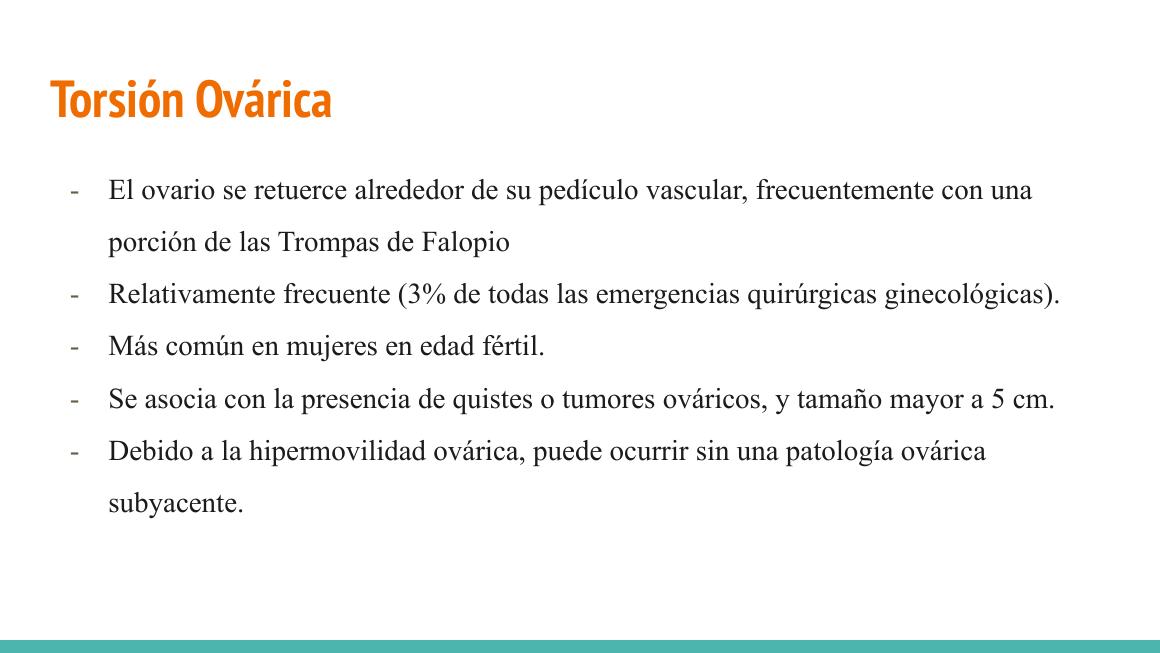 Torsión Ovárica
- El ovario se retuerce alrededor de su pedículo vascular, frecuentemente con una
porción de las Trompas de Falopio
- Relativamente frecuente (3% de todas las emergencias quirúrgicas ginecológicas).
- Más común en mujeres en edad fértil.
- Se asocia con la presencia de quistes o tumores ováricos, y tamaño mayor a 5 cm.
- Debido a la hipermovilidad ovárica, puede ocurrir sin una patología ovárica
subyacente.